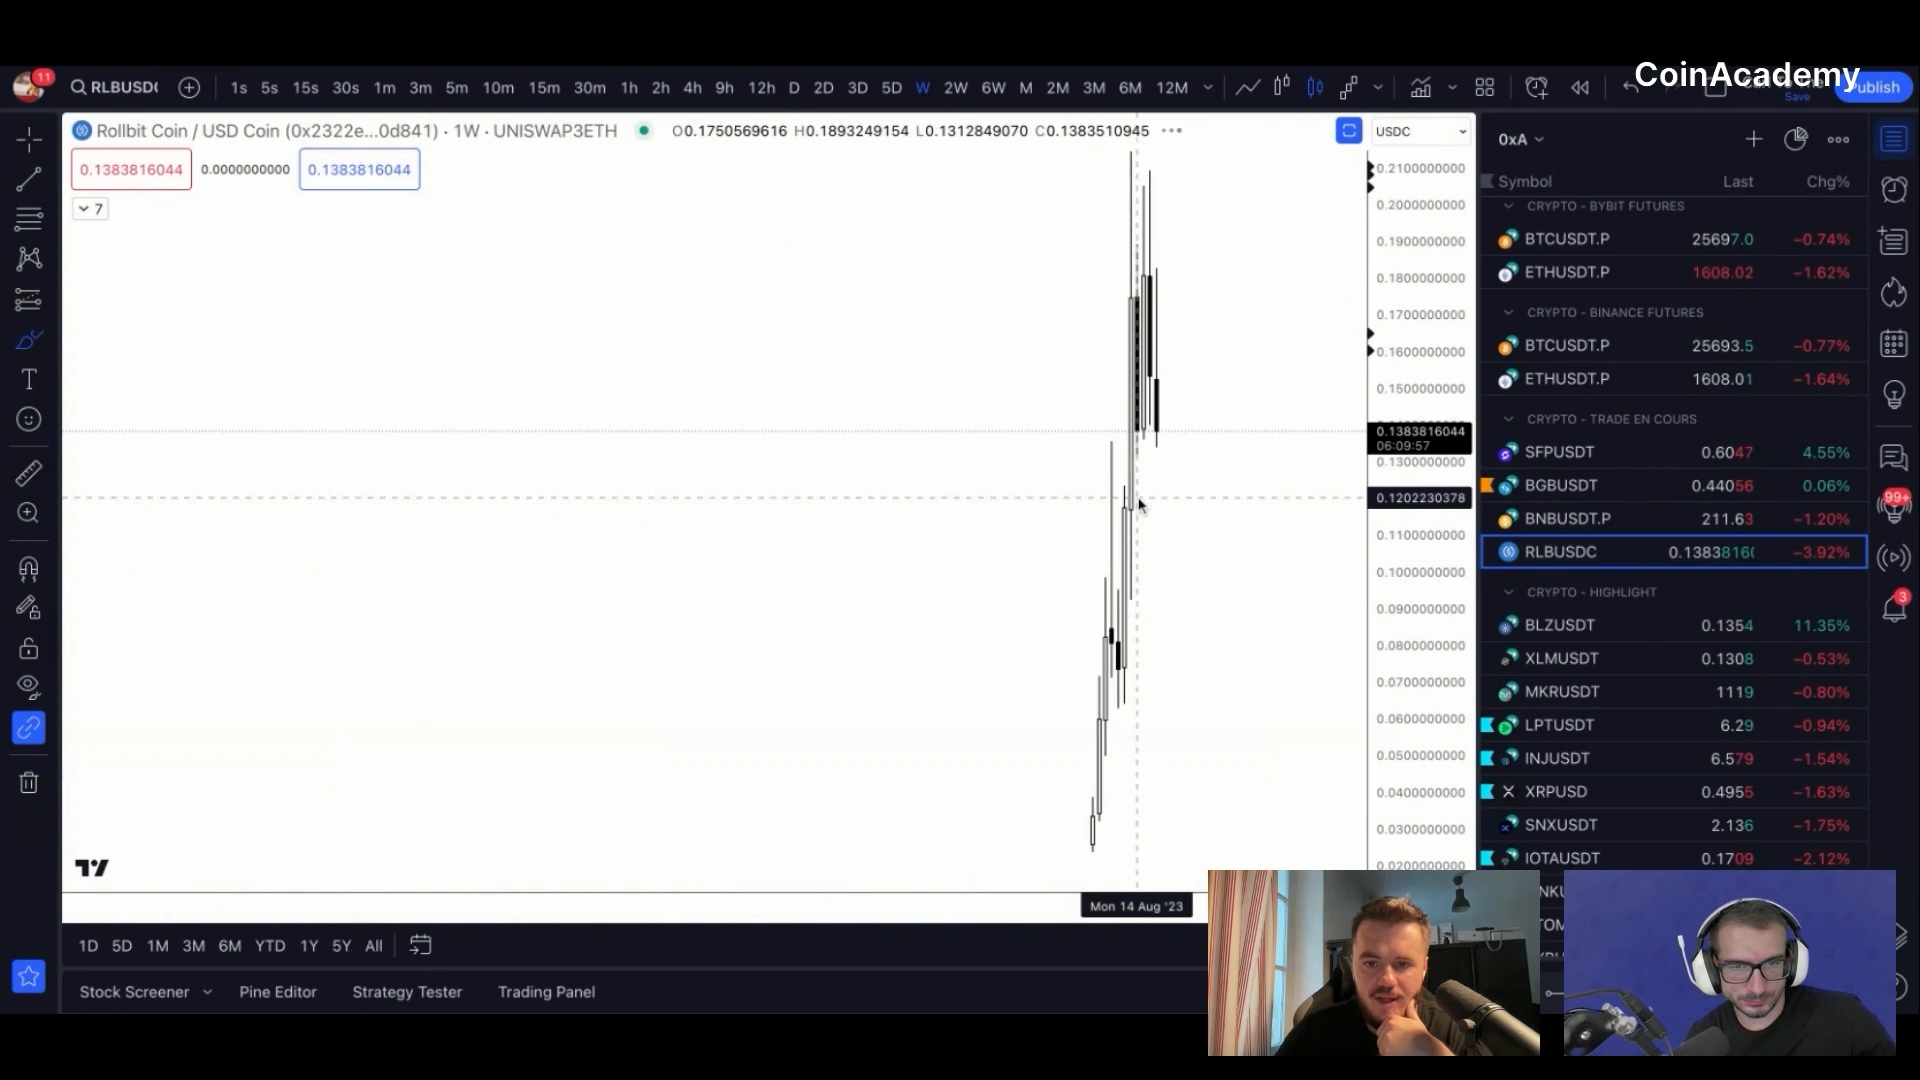 CoinAcademy
11
RLBUSDC
1s 5s 15s 30s 1m 3m 5m 10m 15m 30m 1h 2h 4h 9h 12h D 2D 3D 5D W 2W 6W M 2M 3M 6M 12M
Save
Publish
Rollbit Coin / USD Coin (0x2322e...0d841) · 1W · UNISWAP3ETH
O0.1750569616 H0.1893249154 L0.1312849070 C0.1383510945
USDC
0.1383816044 0.0000000000 0.1383816044
7
0.2100000000
0.2000000000
0.1900000000
0.1800000000
0.1700000000
0.1600000000
0.1500000000
0.1383816044
06:09:57
0.1300000000
0.1202230378
0.1100000000
0.1000000000
0.0900000000
0.0800000000
0.0700000000
0.0600000000
0.0500000000
0.0400000000
0.0300000000
0.0200000000
Mon 14 Aug '23
1D 5D 1M 3M 6M YTD 1Y 5Y All
Stock Screener Pine Editor Strategy Tester Trading Panel
0xA
Symbol Last Chg%
CRYPTO - BYBIT FUTURES
BTCUSDT.P 25697.0 −0.74%
ETHUSDT.P 1608.02 −1.62%
CRYPTO - BINANCE FUTURES
BTCUSDT.P 25693.5 −0.77%
ETHUSDT.P 1608.01 −1.64%
CRYPTO - TRADE EN COURS
SFPUSDT 0.6047 4.55%
BGBUSDT 0.44056 0.06%
BNBUSDT.P 211.63 −1.20%
RLBUSDC 0.1383816 −3.92%
CRYPTO - HIGHLIGHT
BLZUSDT 0.1354 11.35%
XLMUSDT 0.1308 −0.53%
MKRUSDT 1119 −0.80%
LPTUSDT 6.29 −0.94%
INJUSDT 6.579 −1.54%
XRPUSD 0.4955 −1.63%
SNXUSDT 2.136 −1.75%
IOTAUSDT 0.1709 −2.12%
99+
3